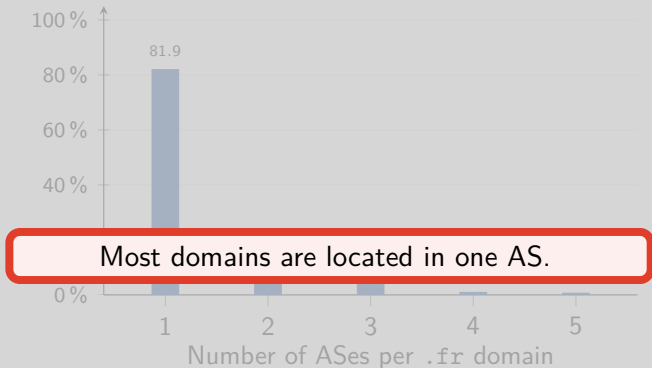 100 %
81.9
80 %
60 %
40 %
Most domains are located in one AS.
0 %
1 2 3 4 5
Number of ASes per .fr domain